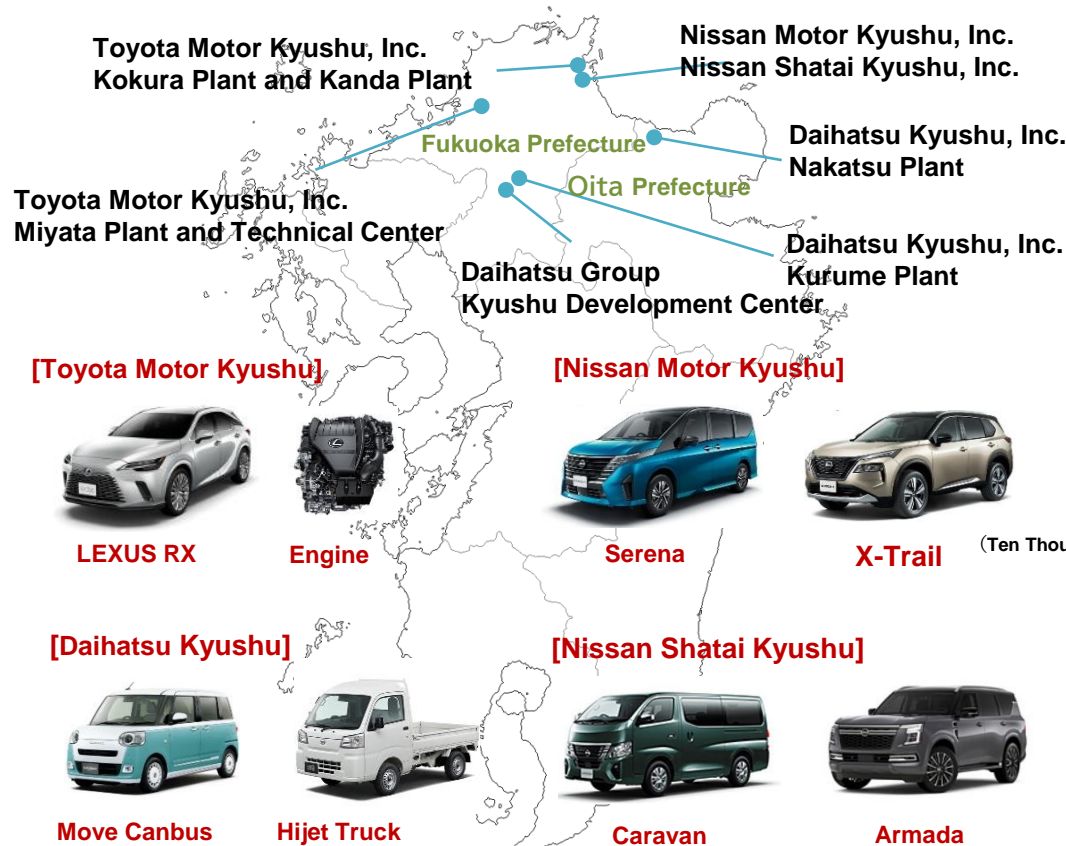 Toyota Motor Kyushu, Inc.
Kokura Plant and Kanda Plant
Nissan Motor Kyushu, Inc.
Nissan Shatai Kyushu, Inc.
Fukuoka Prefecture
Daihatsu Kyushu, Inc.
Nakatsu Plant
Oita Prefecture
Toyota Motor Kyushu, Inc.
Miyata Plant and Technical Center
Daihatsu Kyushu, Inc.
Kurume Plant
Daihatsu Group
Kyushu Development Center
[Toyota Motor Kyushu]
[Nissan Motor Kyushu]
LEXUS RX
Engine
Serena
X-Trail
（Ten Thou
[Daihatsu Kyushu]
[Nissan Shatai Kyushu]
Move Canbus
Hijet Truck
Caravan
Armada